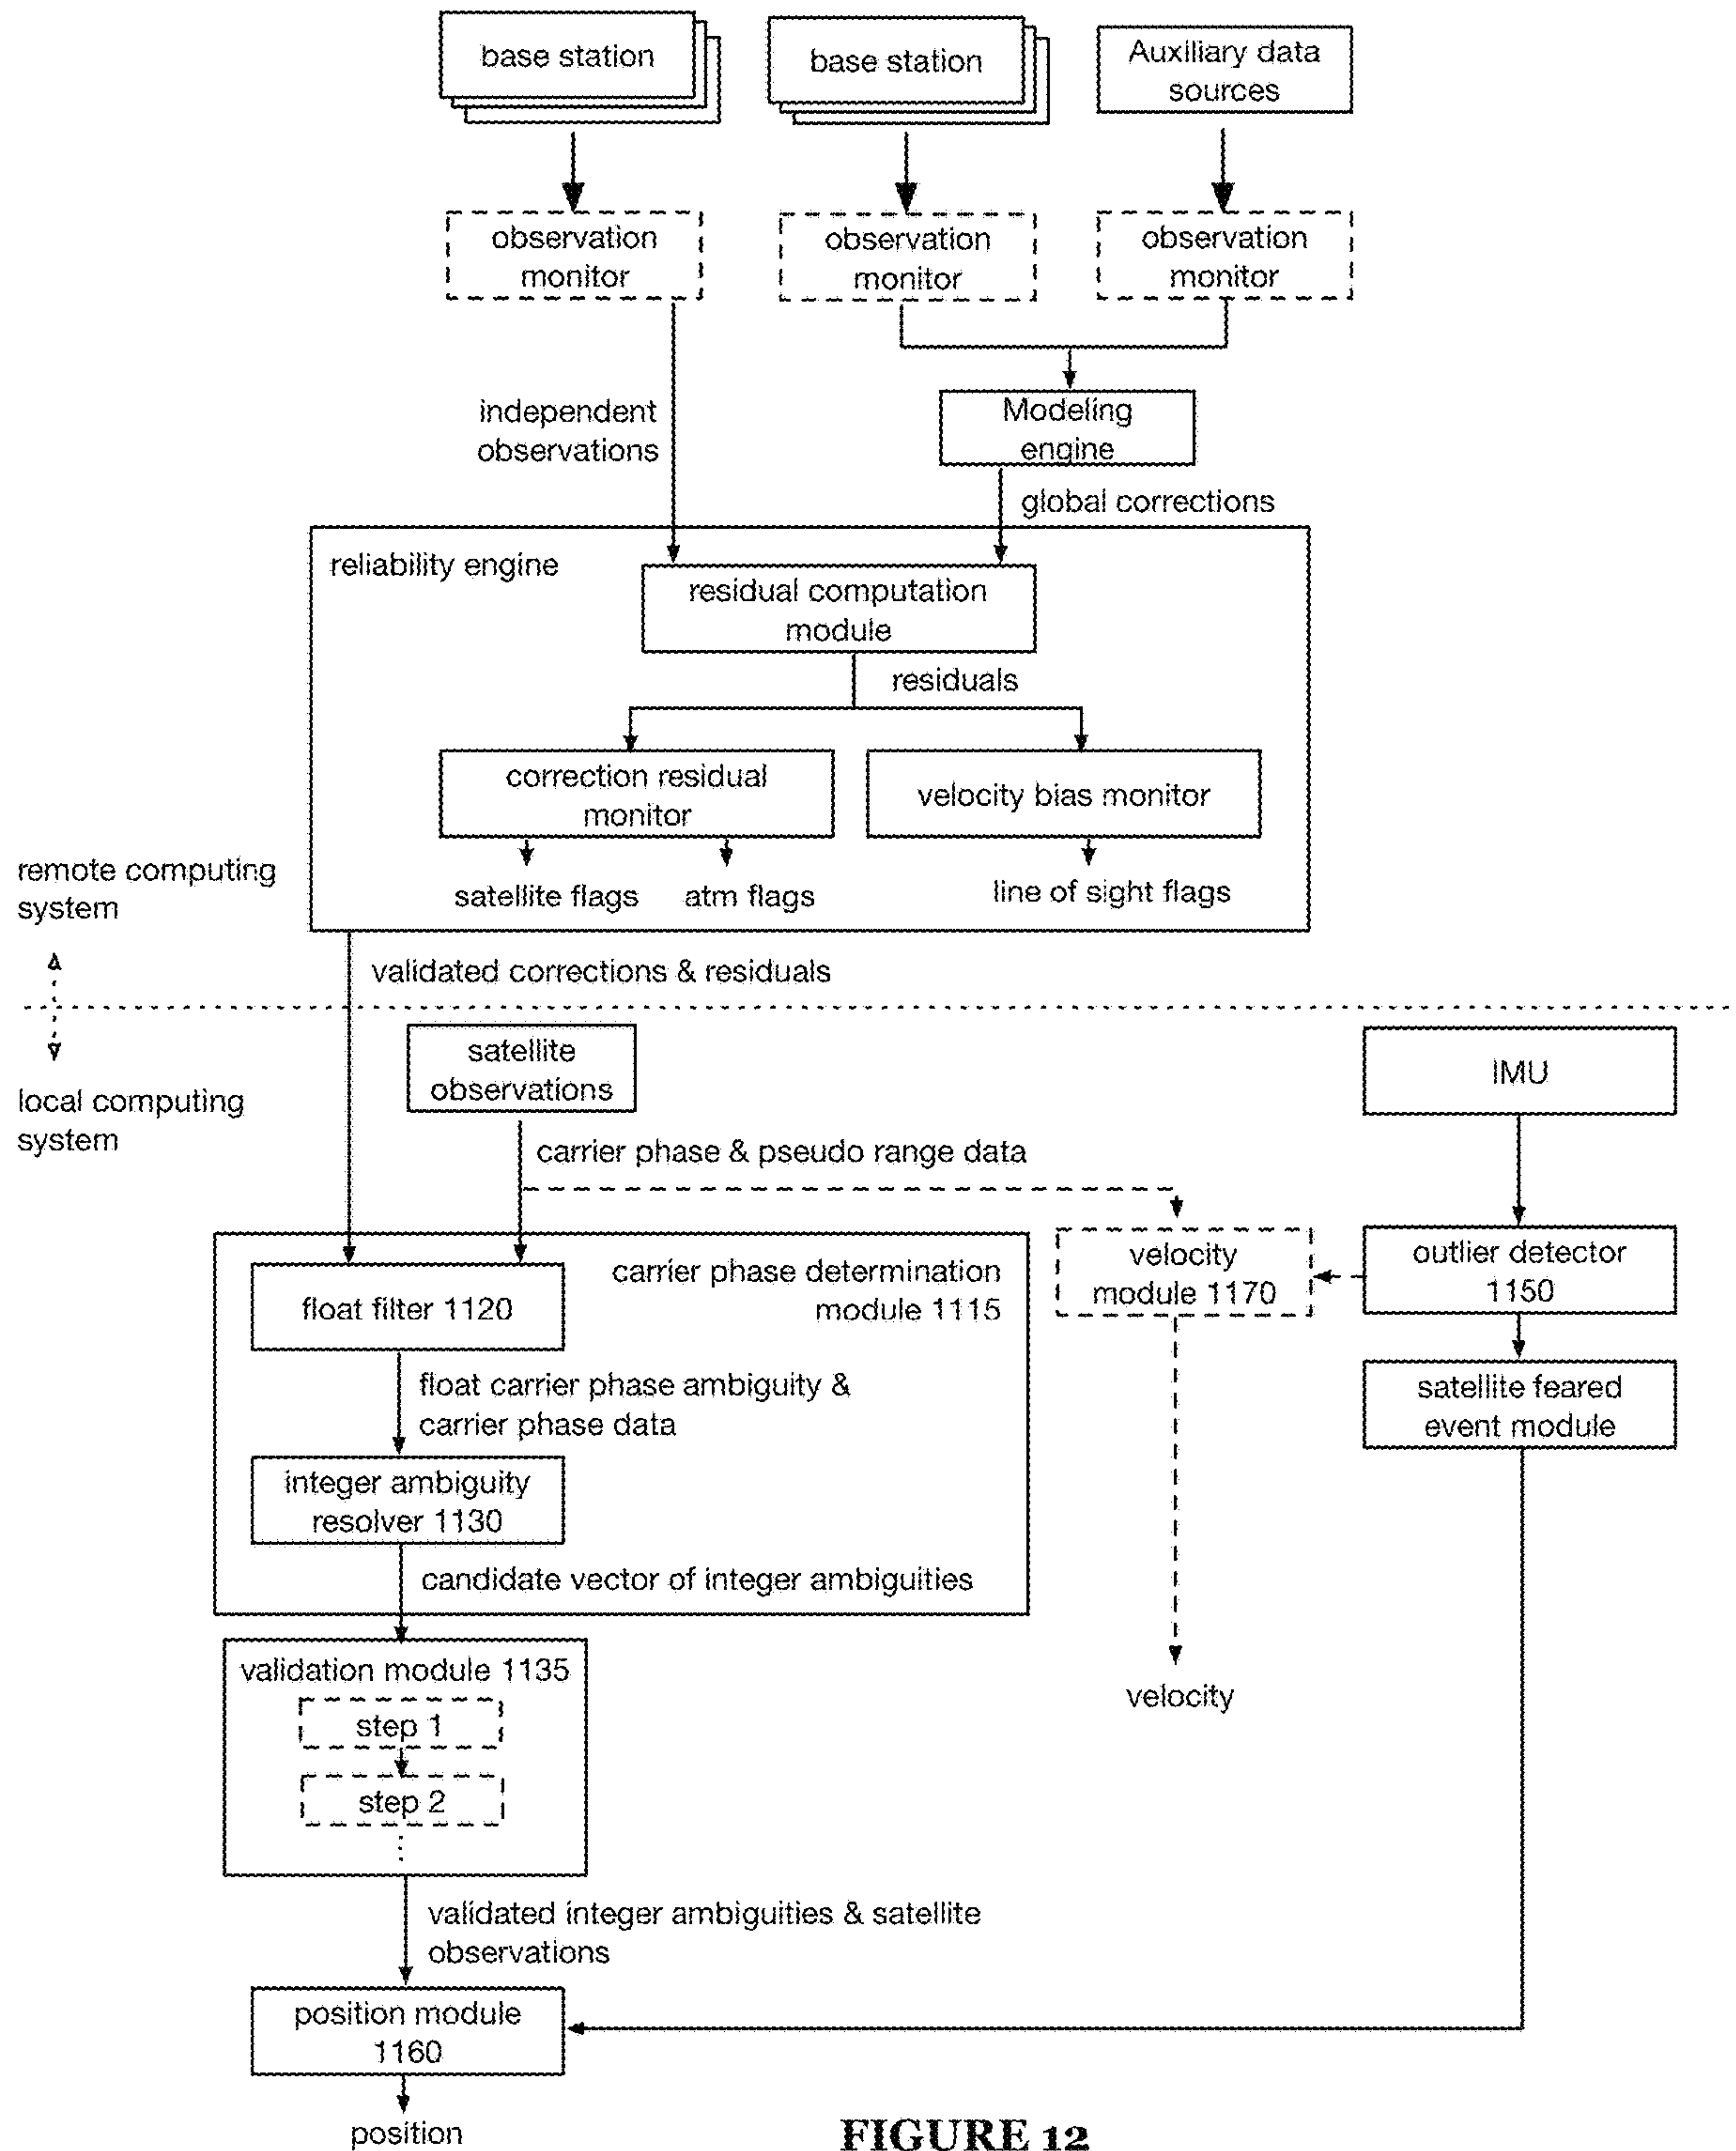 base station
base station
Auxiliary data
sources
observation
monitor
observation
monitor
observation
monitor
independent
observations
Modeling
engine
global corrections
reliability engine
residual computation
module
residuals
correction residual
monitor
velocity bias monitor
satellite flags
atm flags
line of sight flags
remote computing
system
validated corrections & residuals
local computing
system
satellite
observations
IMU
carrier phase & pseudo range data
carrier phase determination
module 1115
float filter 1120
velocity
module 1170
outlier detector
1150
float carrier phase ambiguity &
carrier phase data
satellite feared
event module
integer ambiguity
resolver 1130
candidate vector of integer ambiguities
validation module 1135
step 1
step 2
velocity
validated integer ambiguities & satellite
observations
position module
1160
position
FIGURE 12